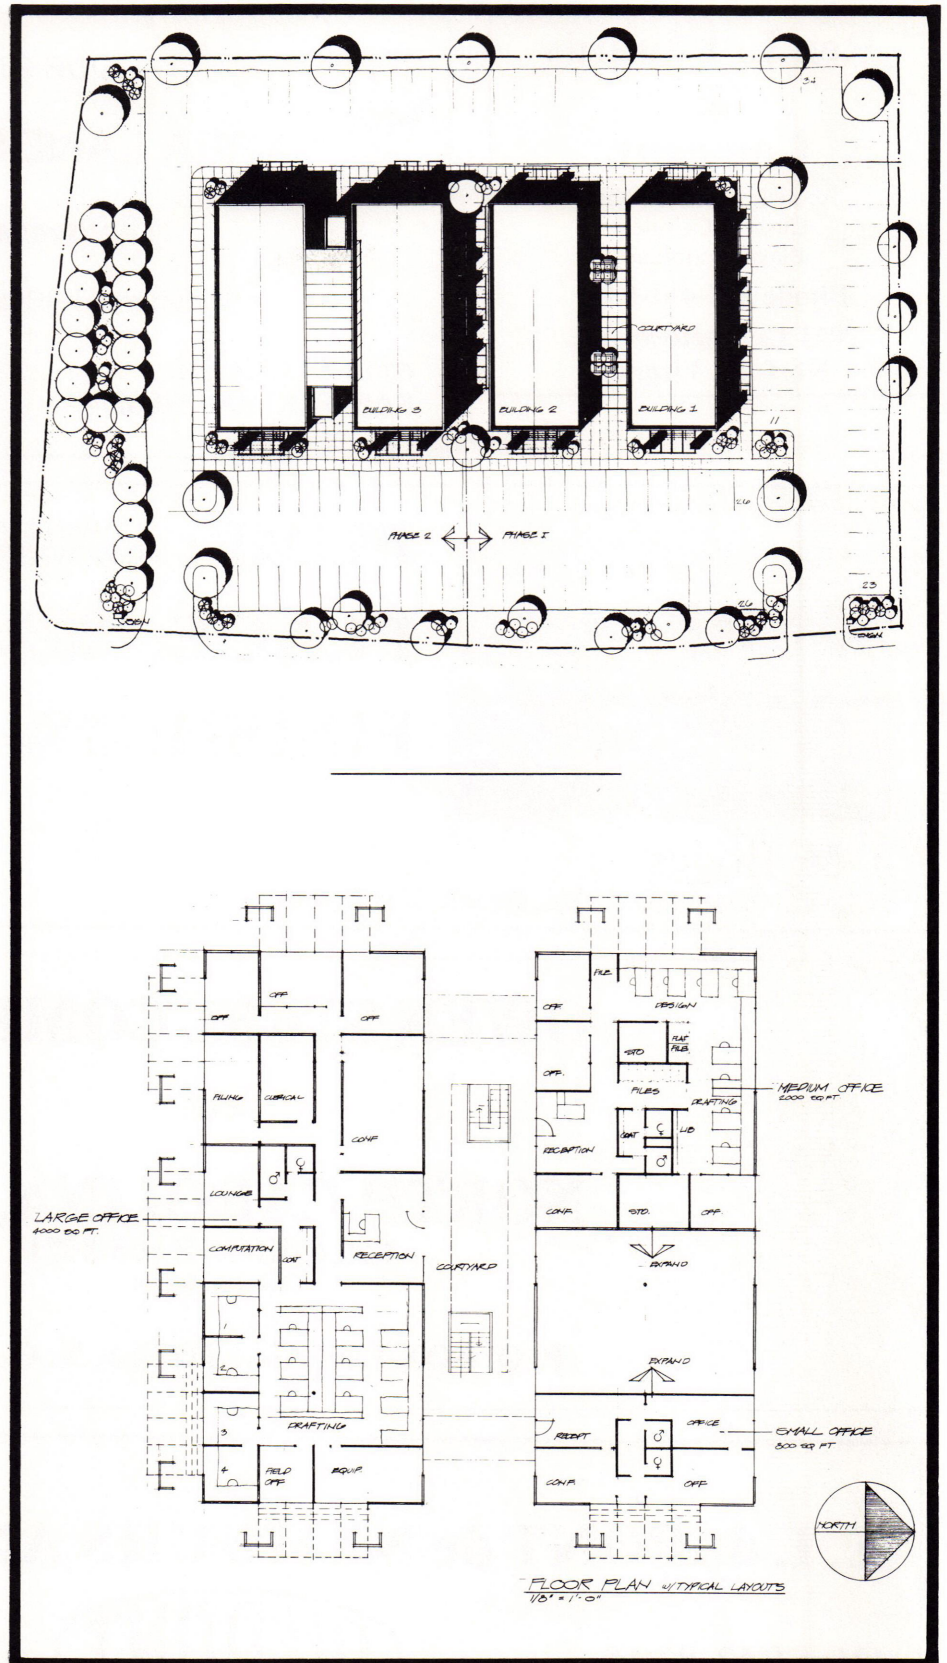 34
COURTYARD
BUILDING 3
BUILDING 2
BUILDING 1
11
26
PHASE 2
PHASE I
23
26
SIGN
SIGN
OFF
OFF
OFF
FILING
CLERICAL
CONF
LOUNGE
♂
♀
LARGE OFFICE
4000 SQ FT.
COMPUTATION
COAT
RECEPTION
COURTYARD
1
2
3
4
DRAFTING
FIELD
OFF
EQUIP.
OFF.
FILE
DESIGN
OFF.
STO
FLAT
FILE
FILES
DRAFTING
MEDIUM OFFICE
2000 SQ FT.
RECEPTION
COAT
♀
♂
LIB
CONF.
STO.
OFF.
EXPAND
EXPAND
RECEPT
OFFICE
SMALL OFFICE
800 SQ FT
♂
♀
CONF.
OFF
NORTH
FLOOR PLAN W/TYPICAL LAYOUTS
1/8" = 1'-0"